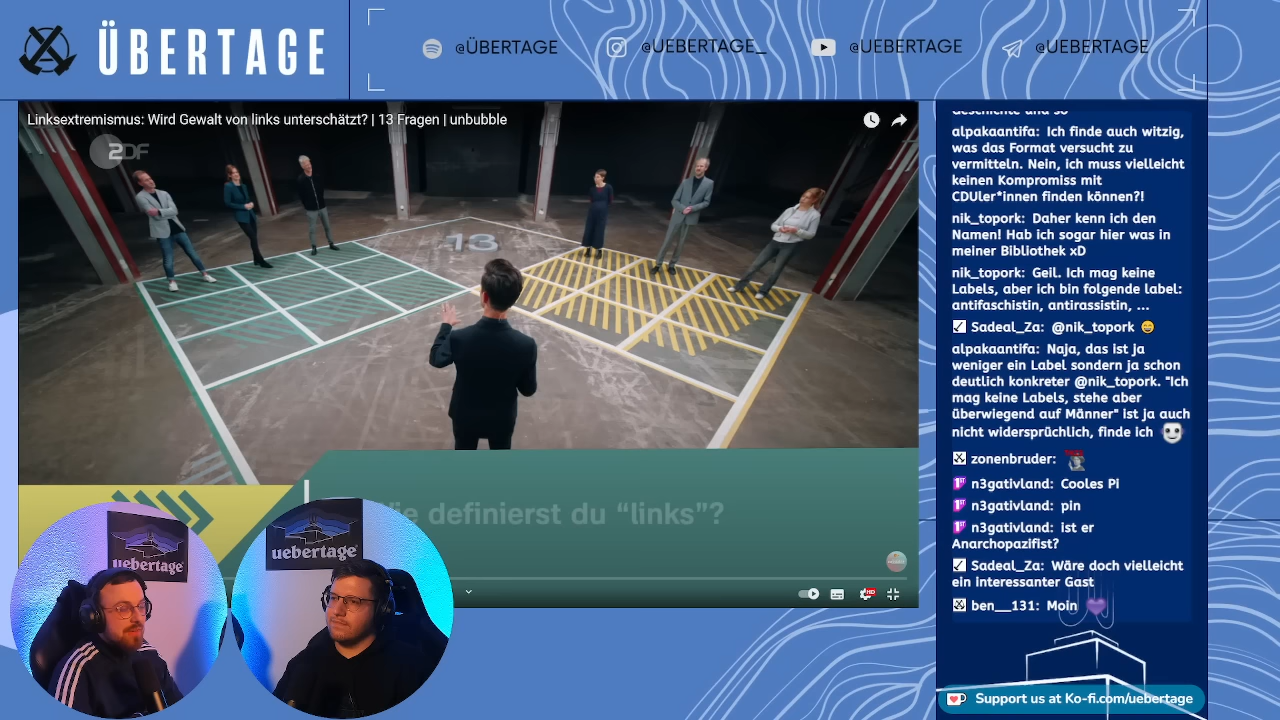 ÜBERTAGE
@ÜBERTAGE
@UEBERTAGE_
@UEBERTAGE
@UEBERTAGE
Linksextremismus: Wird Gewalt von links unterschätzt? | 13 Fragen | unbubble
ZDF
13
definierst du “links”?
HD
uebertage
uebertage
alpakaantifa: Ich finde auch witzig,
was das Format versucht zu
vermitteln. Nein, ich muss vielleicht
keinen Kompromiss mit
CDUler*innen finden können?!
nik_topork: Daher kenn ich den
Namen! Hab ich sogar hier was in
meiner Bibliothek xD
nik_topork: Geil. Ich mag keine
Labels, aber ich bin folgende label:
antifaschistin, antirassistin, ...
Sadeal_Za: @nik_topork 😄
alpakaantifa: Naja, das ist ja
weniger ein Label sondern ja schon
deutlich konkreter @nik_topork. "Ich
mag keine Labels, stehe aber
überwiegend auf Männer" ist ja auch
nicht widersprüchlich, finde ich
zonenbruder:
n3gativland: Cooles Pi
n3gativland: pin
n3gativland: ist er
Anarchopazifist?
Sadeal_Za: Wäre doch vielleicht
ein interessanter Gast
ben__131: Moin 💜
Support us at Ko-fi.com/uebertage